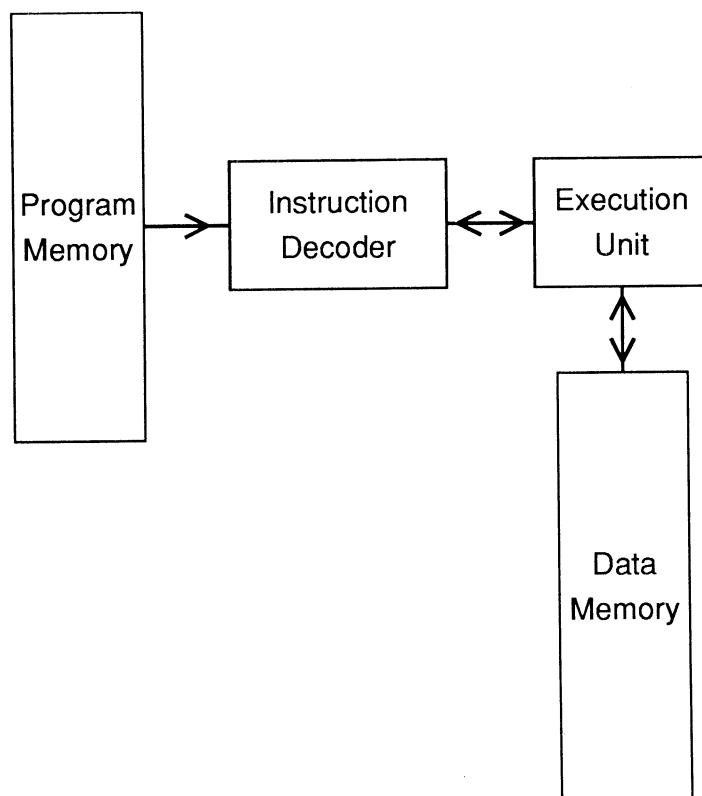 Program
Memory
Instruction
Decoder
Execution
Unit
Data
Memory